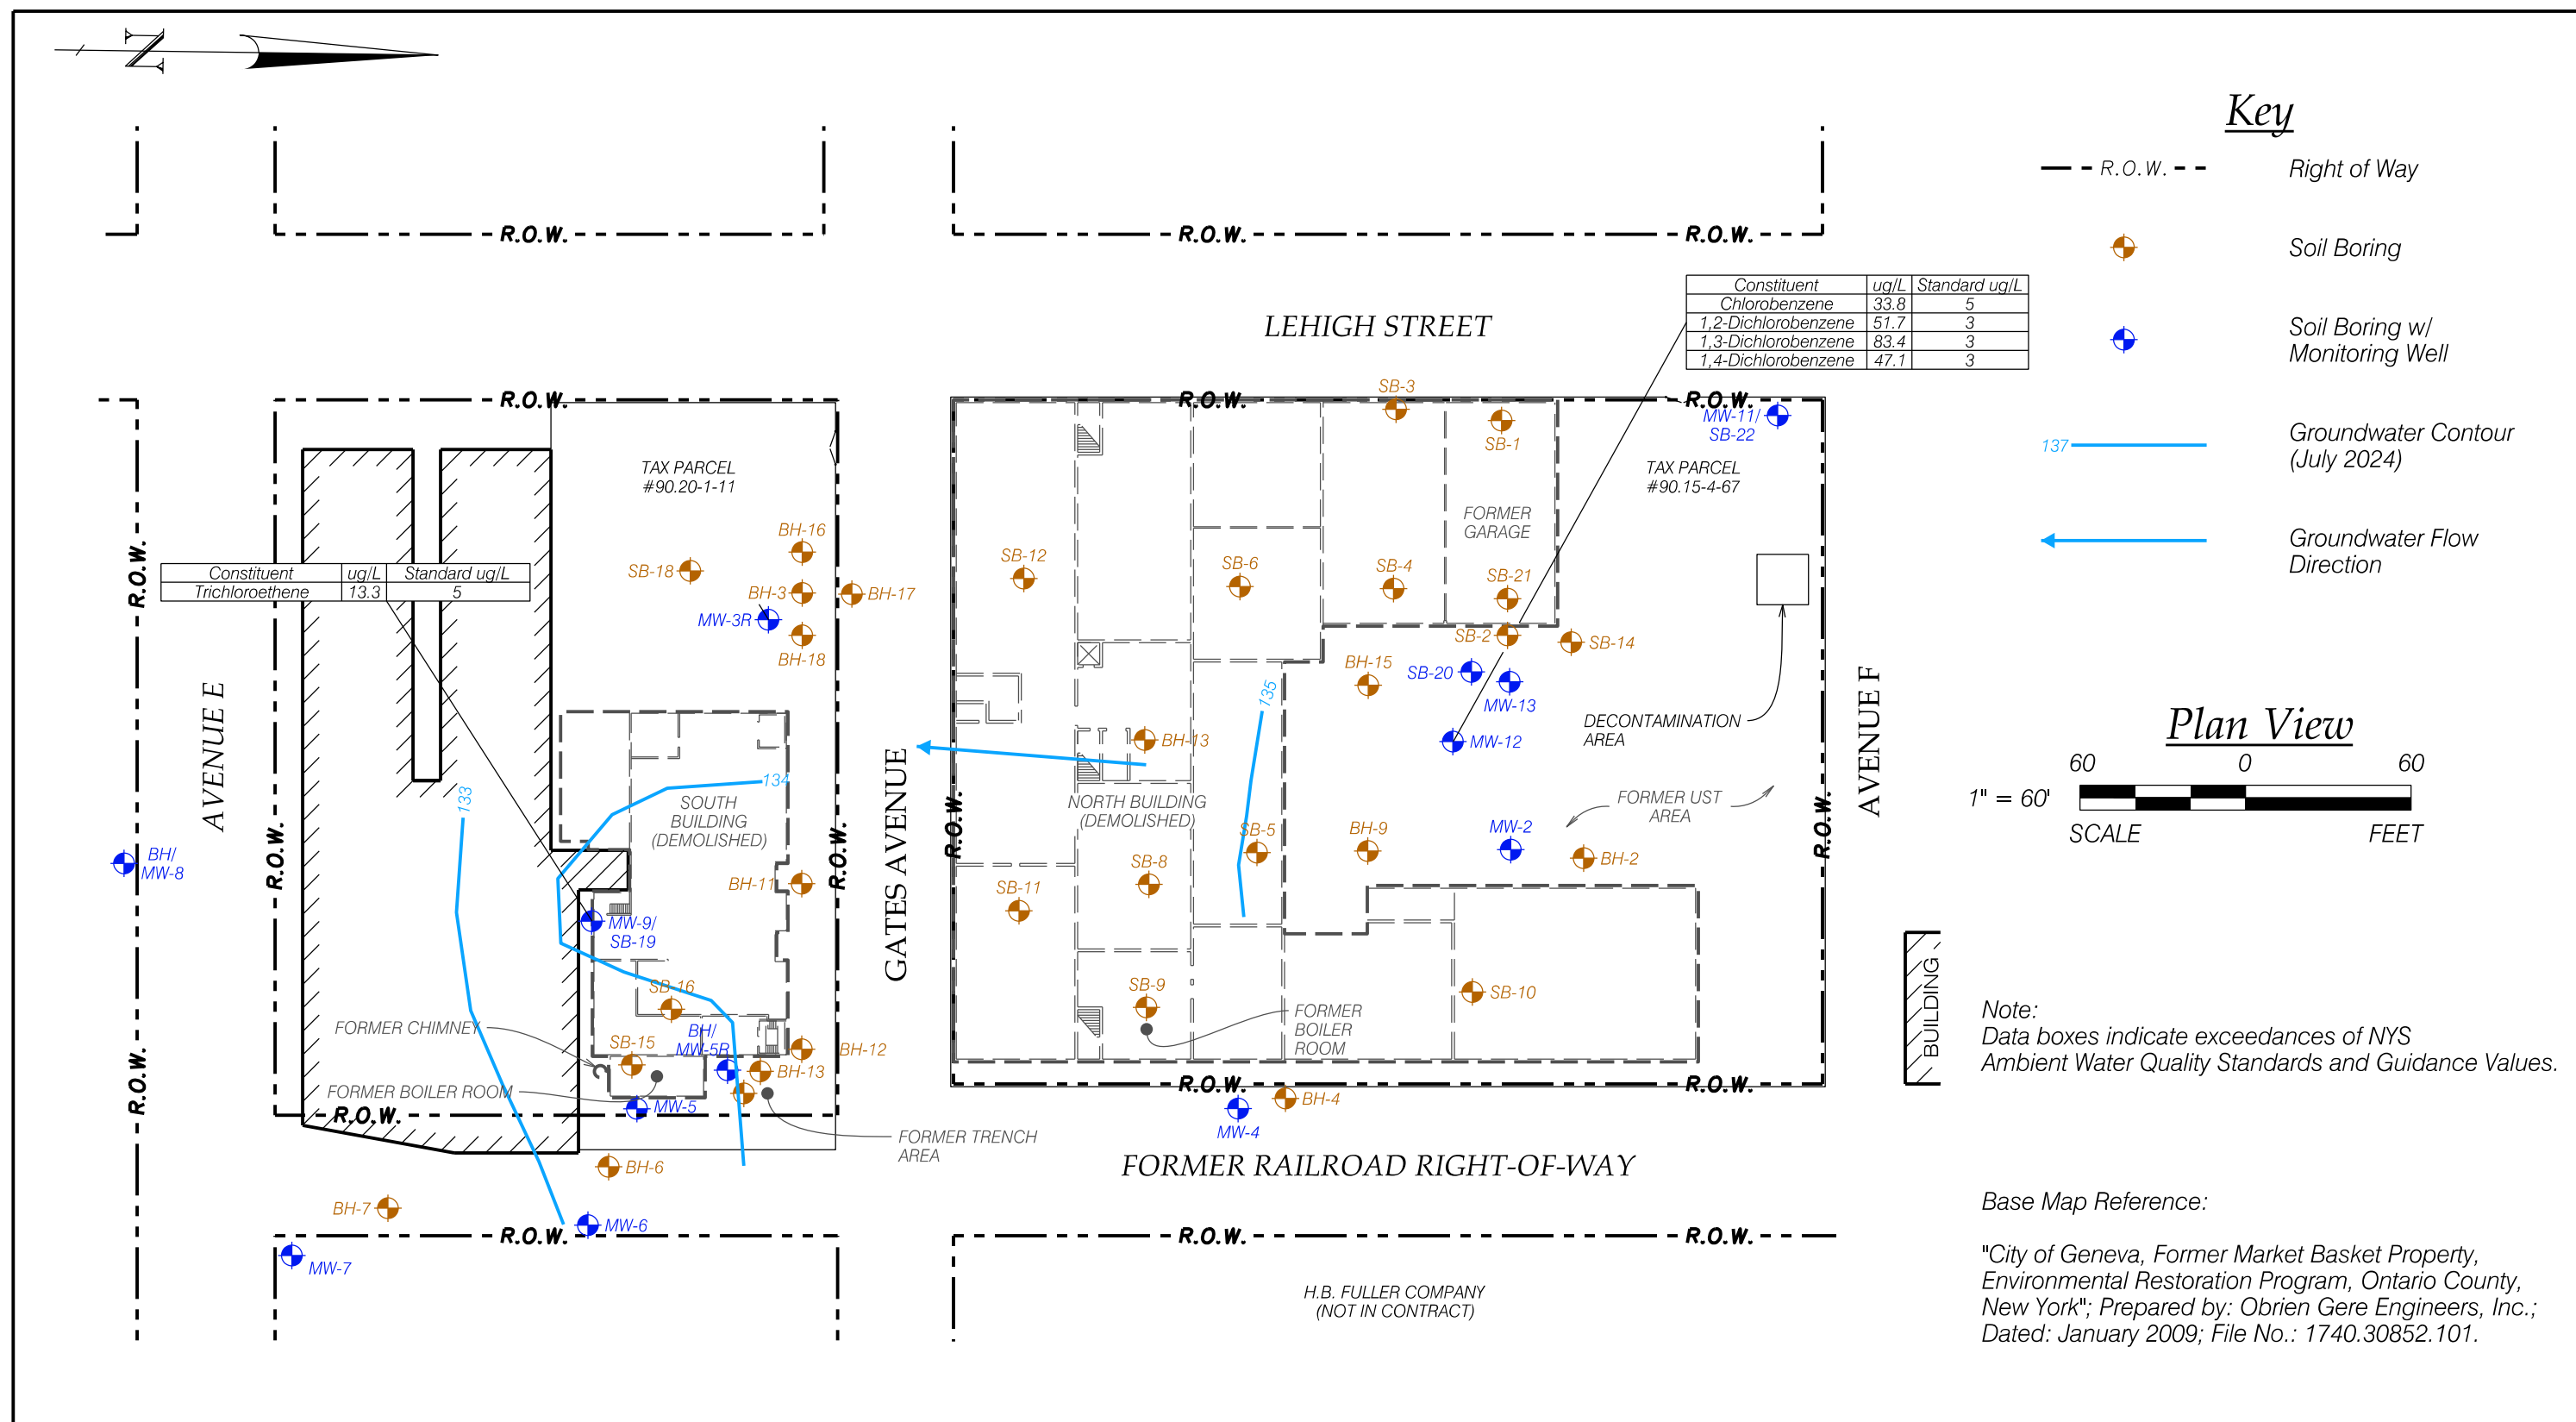 N
Key
R.O.W.
Right of Way
Soil Boring
Soil Boring w/
Monitoring Well
137
Groundwater Contour
(July 2024)
Groundwater Flow
Direction
R.O.W.
R.O.W.
R.O.W.
LEHIGH STREET
Constituent ug/L Standard ug/L
Chlorobenzene 33.8 5
1,2-Dichlorobenzene 51.7 3
1,3-Dichlorobenzene 83.4 3
1,4-Dichlorobenzene 47.1 3
R.O.W.
R.O.W.
R.O.W.
SB-3
SB-1
MW-11/
SB-22
TAX PARCEL
#90.20-1-11
TAX PARCEL
#90.15-4-67
FORMER
GARAGE
BH-16
SB-18
BH-3
BH-17
MW-3R
BH-18
R.O.W.
Constituent ug/L Standard ug/L
Trichloroethene 13.3 5
SB-12
SB-6
SB-4
SB-21
SB-2
SB-14
BH-15
SB-20
MW-13
MW-12
135
DECONTAMINATION
AREA
BH-13
AVENUE E
GATES AVENUE
AVENUE F
133
134
SOUTH
BUILDING
(DEMOLISHED)
NORTH BUILDING
(DEMOLISHED)
FORMER UST
AREA
BH/
MW-8
R.O.W.
R.O.W.
R.O.W.
R.O.W.
SB-5
BH-9
MW-2
BH-2
SB-8
BH-11
SB-11
MW-9/
SB-19
SB-16
SB-9
SB-10
FORMER
BOILER
ROOM
FORMER CHIMNEY
BH/
MW-5R
SB-15
BH-12
BH-13
FORMER BOILER ROOM
MW-5
R.O.W.
R.O.W.
R.O.W.
R.O.W.
BH-4
MW-4
FORMER TRENCH
AREA
BH-6
FORMER RAILROAD RIGHT-OF-WAY
BH-7
MW-6
R.O.W.
R.O.W.
R.O.W.
MW-7
H.B. FULLER COMPANY
(NOT IN CONTRACT)
Plan View
60 0 60
1" = 60'
SCALE FEET
BUILDING
Note:
Data boxes indicate exceedances of NYS
Ambient Water Quality Standards and Guidance Values.
Base Map Reference:
"City of Geneva, Former Market Basket Property,
Environmental Restoration Program, Ontario County,
New York"; Prepared by: Obrien Gere Engineers, Inc.;
Dated: January 2009; File No.: 1740.30852.101.